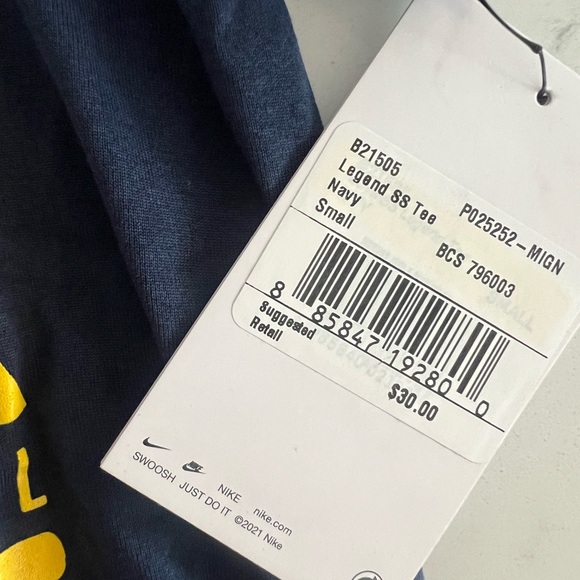 B21505
Legend SS Tee
Navy P025252-MIGN
Small
BCS 796003
8 85847 19280 0
Suggested
Retail
$30.00
NIKE
nike.com
SWOOSH JUST DO IT ©2021 Nike
L